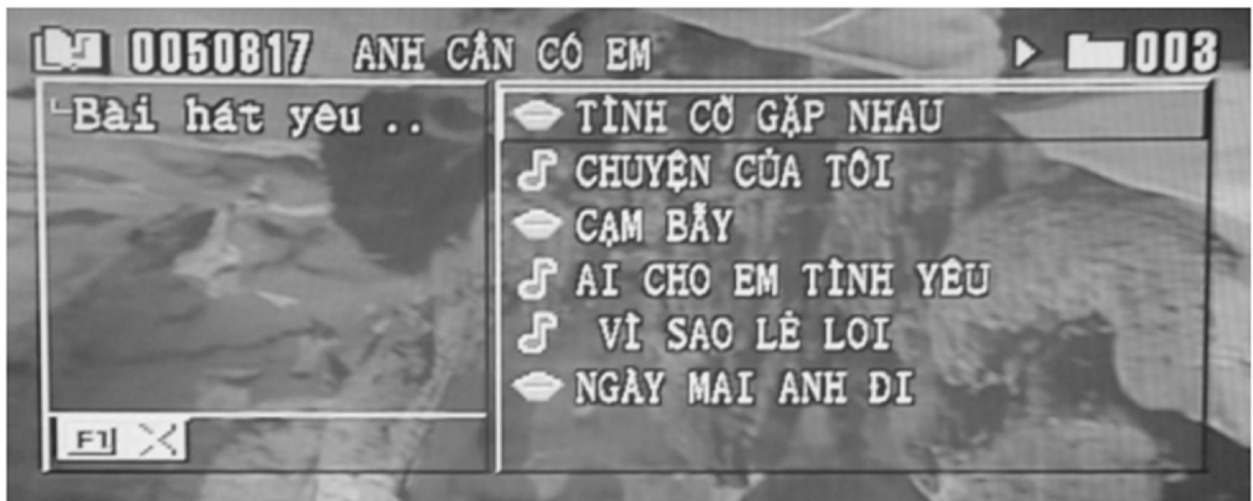 0050817 ANH CẦN CÓ EM 003
Bài hát yêu ..
TÌNH CỜ GẶP NHAU
CHUYỆN CỦA TÔI
CẠM BẪY
AI CHO EM TÌNH YÊU
VÌ SAO LẺ LOI
NGÀY MAI ANH ĐI
F1